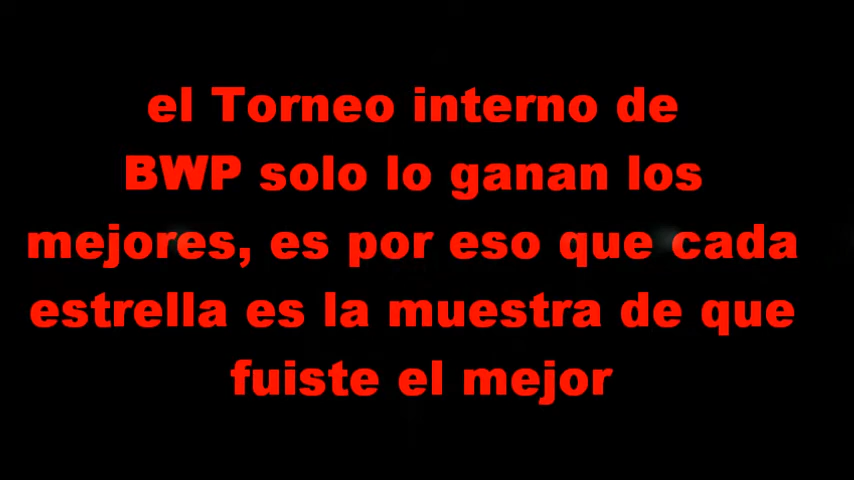 el Torneo interno de
BWP solo lo ganan los
mejores, es por eso que cada
estrella es la muestra de que
fuiste el mejor